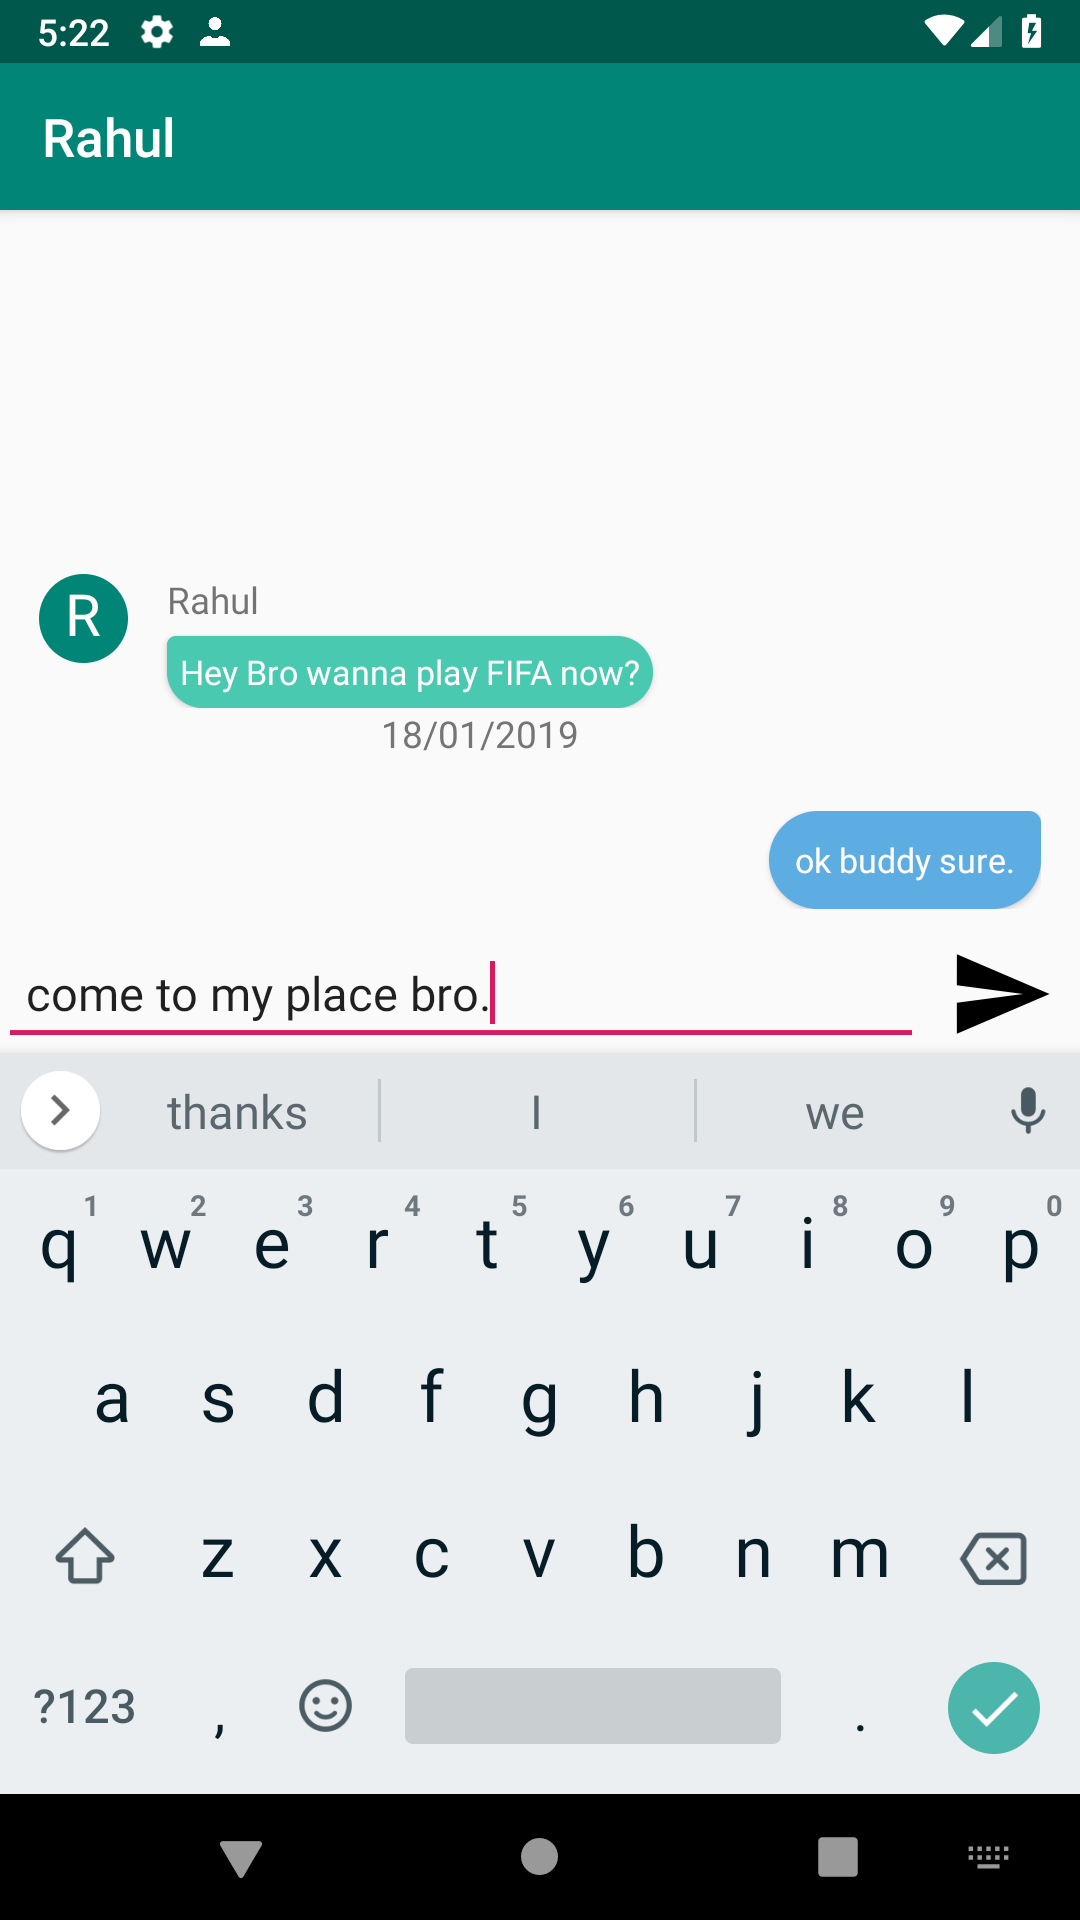 5:22
Rahul
R
Rahul
Hey Bro wanna play FIFA now?
18/01/2019
ok buddy sure.
come to my place bro.
thanks I we
1 2 3 4 5 6 7 8 9 0
q w e r t y u i o p
a s d f g h j k l
z x c v b n m
?123 , .